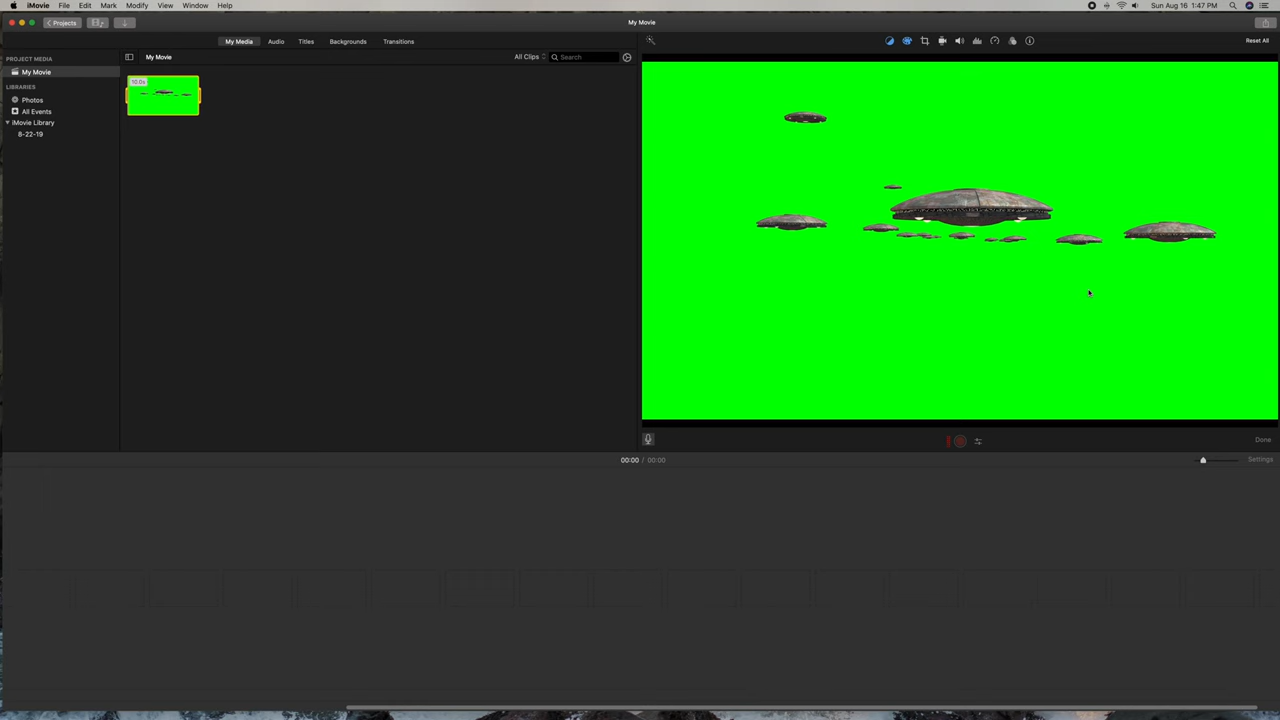 iMovie File Edit Mark Modify View Window Help Sun Aug 16 1:47 PM
Projects My Movie
My Media Audio Titles Backgrounds Transitions Reset All
PROJECT MEDIA My Movie All Clips Search
My Movie
10.0s
LIBRARIES
Photos
All Events
iMovie Library
8-22-19
Done
00:00 / 00:00 Settings